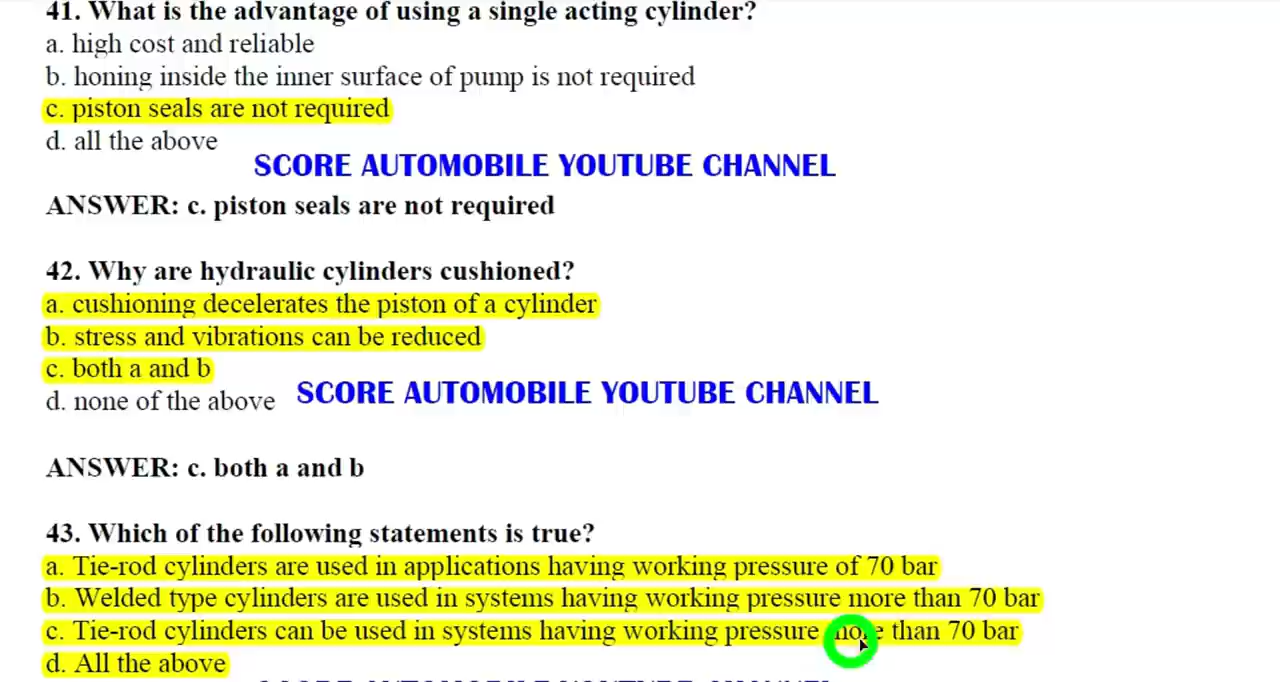 41. What is the advantage of using a single acting cylinder?
a. high cost and reliable
b. honing inside the inner surface of pump is not required
c. piston seals are not required
d. all the above
SCORE AUTOMOBILE YOUTUBE CHANNEL
ANSWER: c. piston seals are not required
42. Why are hydraulic cylinders cushioned?
a. cushioning decelerates the piston of a cylinder
b. stress and vibrations can be reduced
c. both a and b
d. none of the above
SCORE AUTOMOBILE YOUTUBE CHANNEL
ANSWER: c. both a and b
43. Which of the following statements is true?
a. Tie-rod cylinders are used in applications having working pressure of 70 bar
b. Welded type cylinders are used in systems having working pressure more than 70 bar
c. Tie-rod cylinders can be used in systems having working pressure more than 70 bar
d. All the above